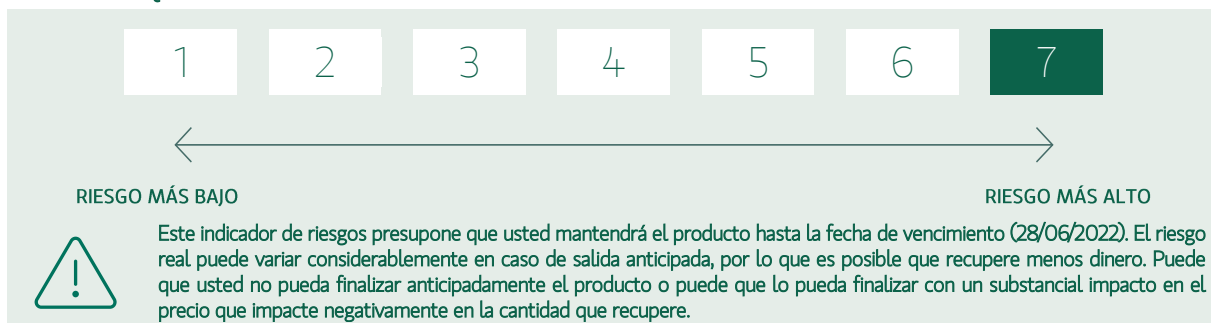 1 2 3 4 5 6 7
RIESGO MÁS BAJO RIESGO MÁS ALTO
Este indicador de riesgos presupone que usted mantendrá el producto hasta la fecha de vencimiento (28/06/2022). El riesgo
real puede variar considerablemente en caso de salida anticipada, por lo que es posible que recupere menos dinero. Puede
que usted no pueda finalizar anticipadamente el producto o puede que lo pueda finalizar con un substancial impacto en el
precio que impacte negativamente en la cantidad que recupere.